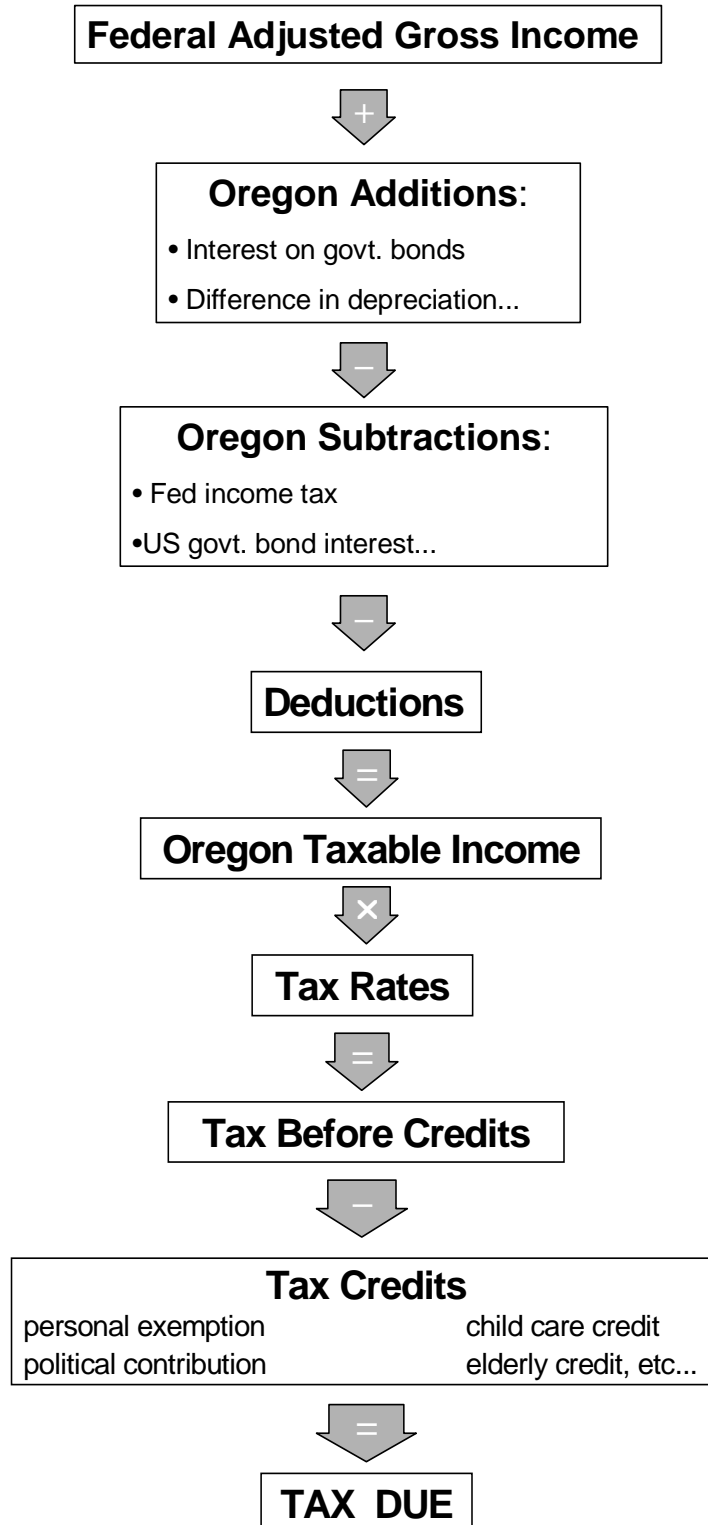 Federal Adjusted Gross Income
+
Oregon Additions:
• Interest on govt. bonds
• Difference in depreciation...
–
Oregon Subtractions:
• Fed income tax
•US govt. bond interest...
–
Deductions
=
Oregon Taxable Income
×
Tax Rates
=
Tax Before Credits
–
Tax Credits
personal exemption child care credit
political contribution elderly credit, etc...
=
TAX DUE